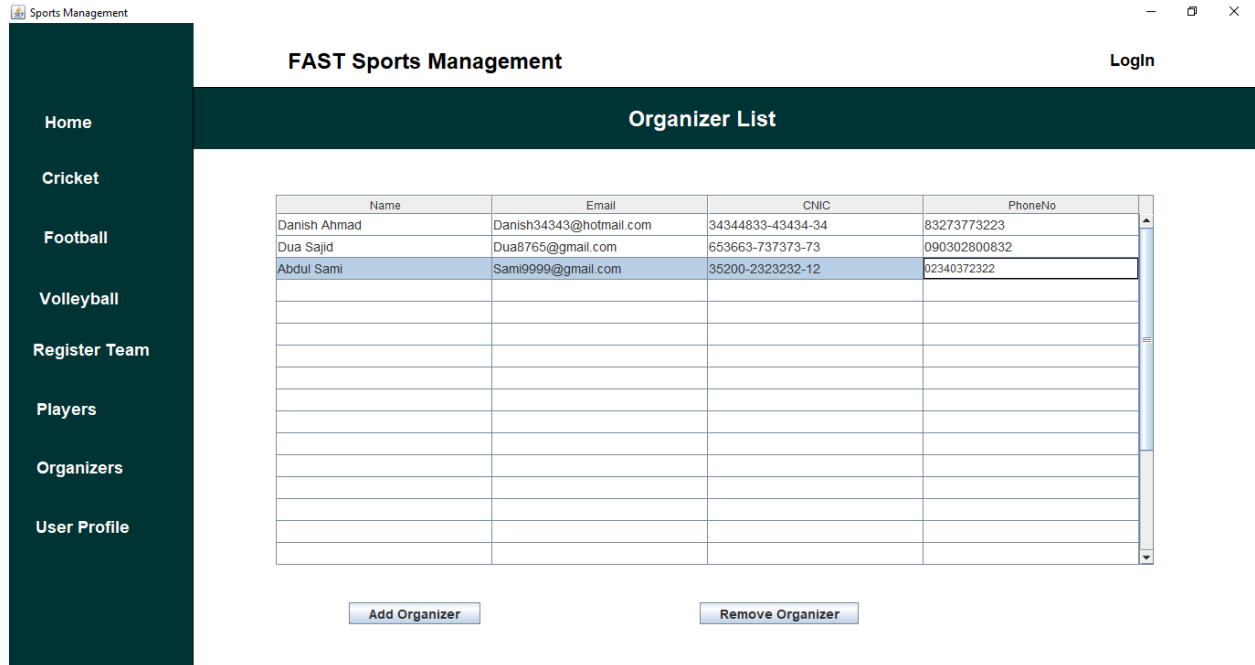 Sports Management
FAST Sports Management
LogIn
Home
Cricket
Football
Volleyball
Register Team
Players
Organizers
User Profile
Organizer List
Name Email CNIC PhoneNo
Danish Ahmad Danish34343@hotmail.com 34344833-43434-34 83273773223
Dua Sajid Dua8765@gmail.com 653663-737373-73 090302800832
Abdul Sami Sami9999@gmail.com 35200-2323232-12 02340372322
Add Organizer Remove Organizer